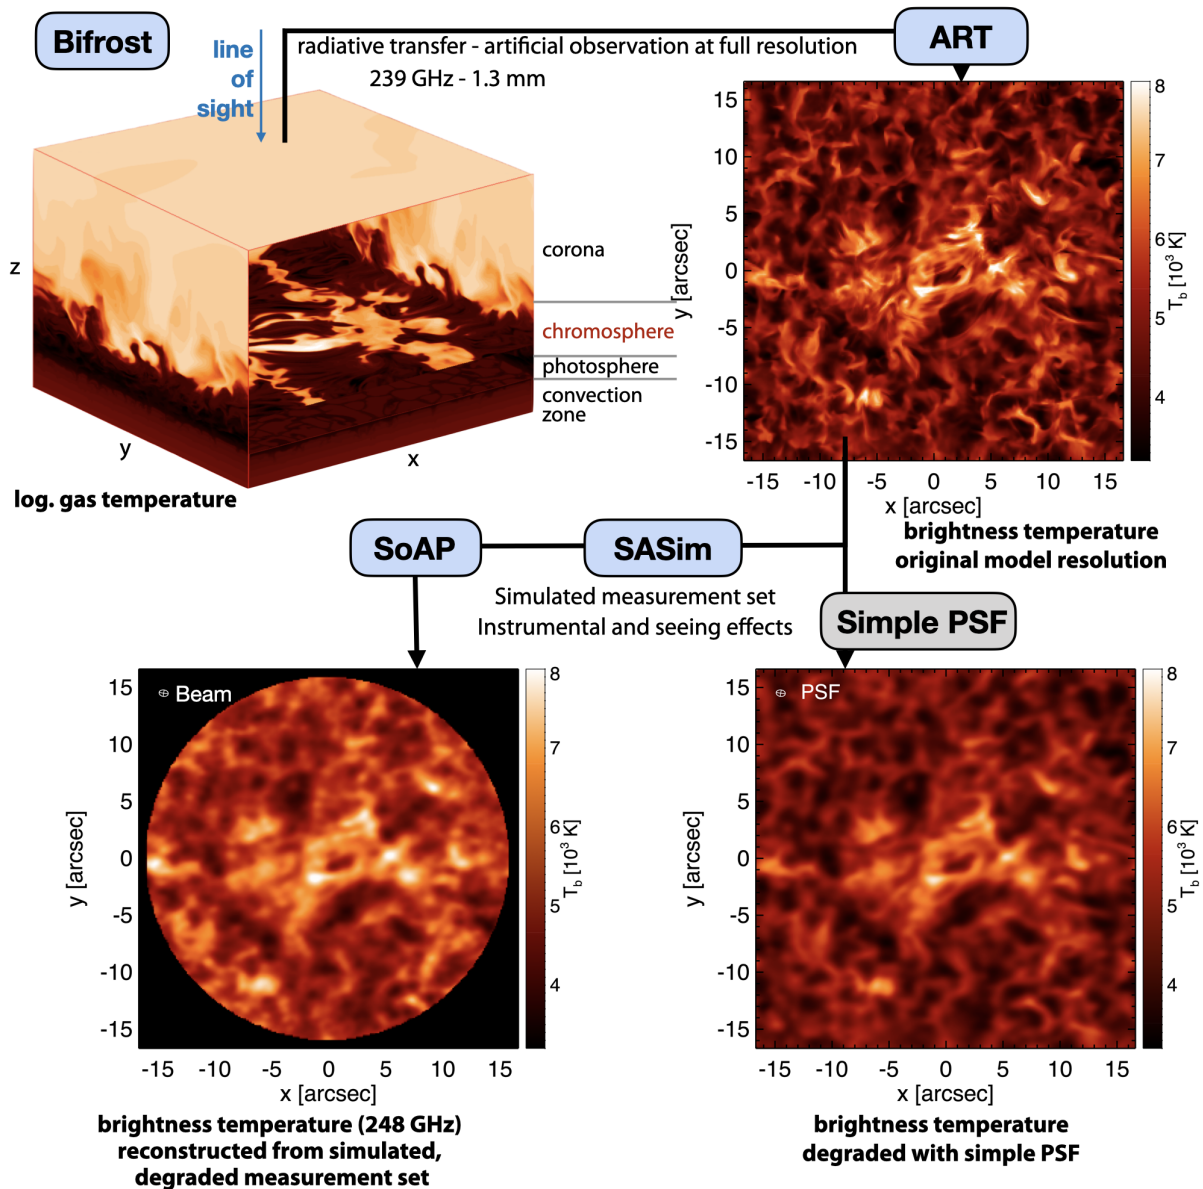 Bifrost
line
of
sight
radiative transfer - artificial observation at full resolution
239 GHz - 1.3 mm
ART
z
y
x
corona
chromosphere
photosphere
convection
zone
log. gas temperature
15
10
5
0
-5
-10
-15
y [arcsec]
-15 -10 -5 0 5 10 15
x [arcsec]
8
7
6
5
4
T_b [10³ K]
brightness temperature
original model resolution
SoAP
SASim
Simulated measurement set
Instrumental and seeing effects
Simple PSF
Beam
15
10
5
0
-5
-10
-15
y [arcsec]
-15 -10 -5 0 5 10 15
x [arcsec]
8
7
6
5
4
T_b [10³ K]
brightness temperature (248 GHz)
reconstructed from simulated,
degraded measurement set
PSF
15
10
5
0
-5
-10
-15
y [arcsec]
-15 -10 -5 0 5 10 15
x [arcsec]
8
7
6
5
4
T_b [10³ K]
brightness temperature
degraded with simple PSF